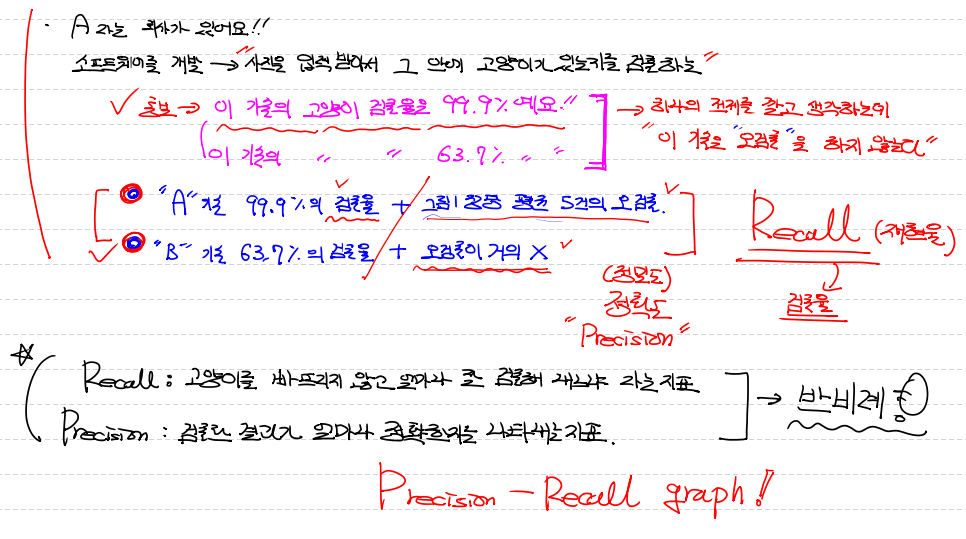 · A 라는 회사가 있어요!!
소프트웨어를 개발 → "사진을 입력 받아서 그 안에 고양이가 있는지를 검출하는"
✓ 홍보 → 이 기술의 고양이 검출율은 99.9% 예요." → 회사의 전제를 깔고 생각하는데
이 기술의 " " 63.7% " " "이 기술은 "오검출"을 하지 않는다"
"A" 기술 99.9%의 검출율 + 그림 1장당 평균 5건의 오검출.
✓ "B" 기술 63.7%의 검출율 + 오검출이 거의 X
Recall (재현율)
검출율
(정밀도)
정확도
"Precision"
☆ Recall : 고양이를 빠뜨리지 않고 얼마나 잘 검출해 내느냐 라는 지표
Precision : 검출된 결과가 얼마나 정확한지를 나타내는 지표.
→ 반비례
Precision - Recall graph!